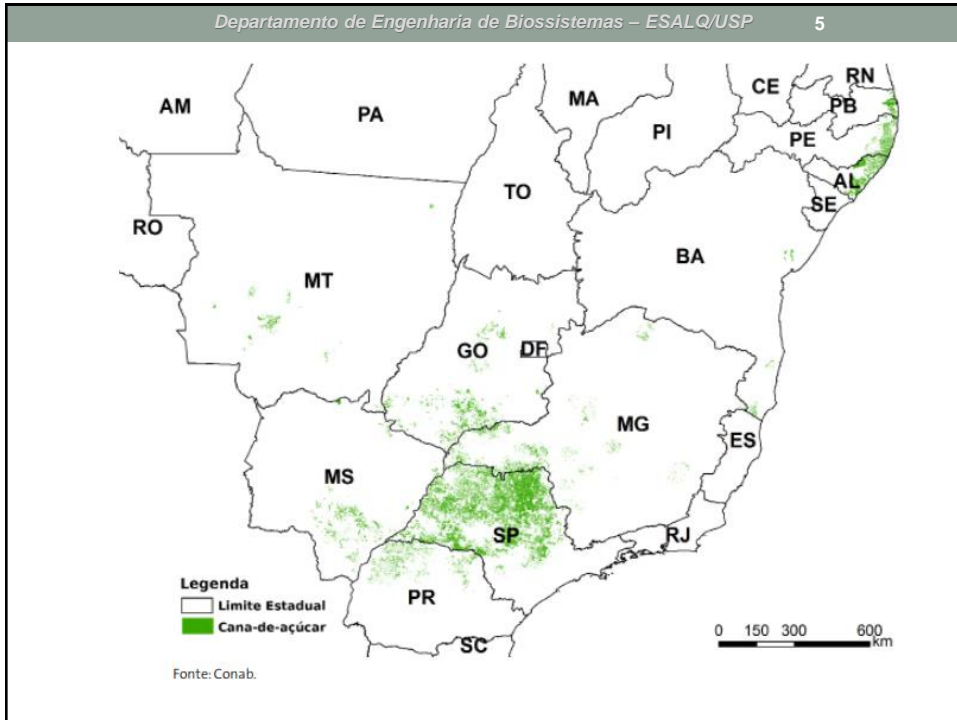 Departamento de Engenharia de Biossistemas – ESALQ/USP 5
RN
CE
MA
AM
PB
PA
PI
PE
AL
TO
SE
RO
BA
MT
GO
DF
MG
ES
MS
SP
RJ
Legenda
Limite Estadual
PR
Cana-de-açúcar
0 150 300 600
km
SC
Fonte: Conab.